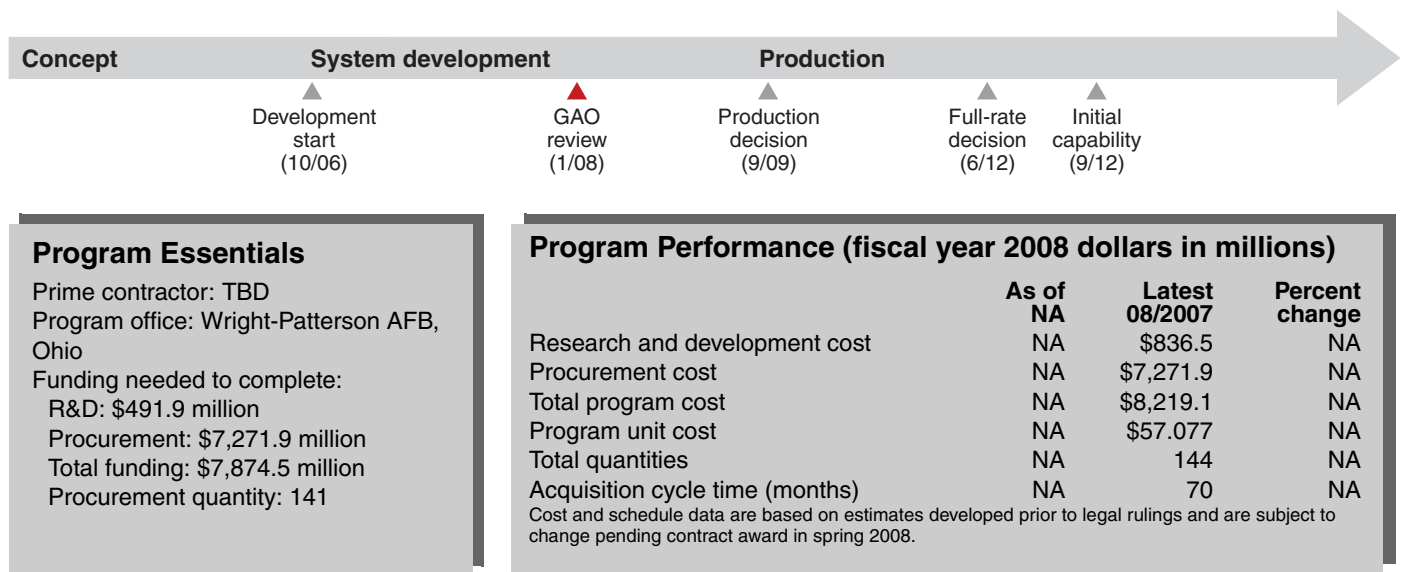 Concept System development Production
Development start (10/06)
GAO review (1/08)
Production decision (9/09)
Full-rate decision (6/12)
Initial capability (9/12)
Program Essentials
Prime contractor: TBD
Program office: Wright-Patterson AFB,
Ohio
Funding needed to complete:
R&D: $491.9 million
Procurement: $7,271.9 million
Total funding: $7,874.5 million
Procurement quantity: 141
Program Performance (fiscal year 2008 dollars in millions)
As of NA Latest 08/2007 Percent change
Research and development cost NA $836.5 NA
Procurement cost NA $7,271.9 NA
Total program cost NA $8,219.1 NA
Program unit cost NA $57.077 NA
Total quantities NA 144 NA
Acquisition cycle time (months) NA 70 NA
Cost and schedule data are based on estimates developed prior to legal rulings and are subject to
change pending contract award in spring 2008.